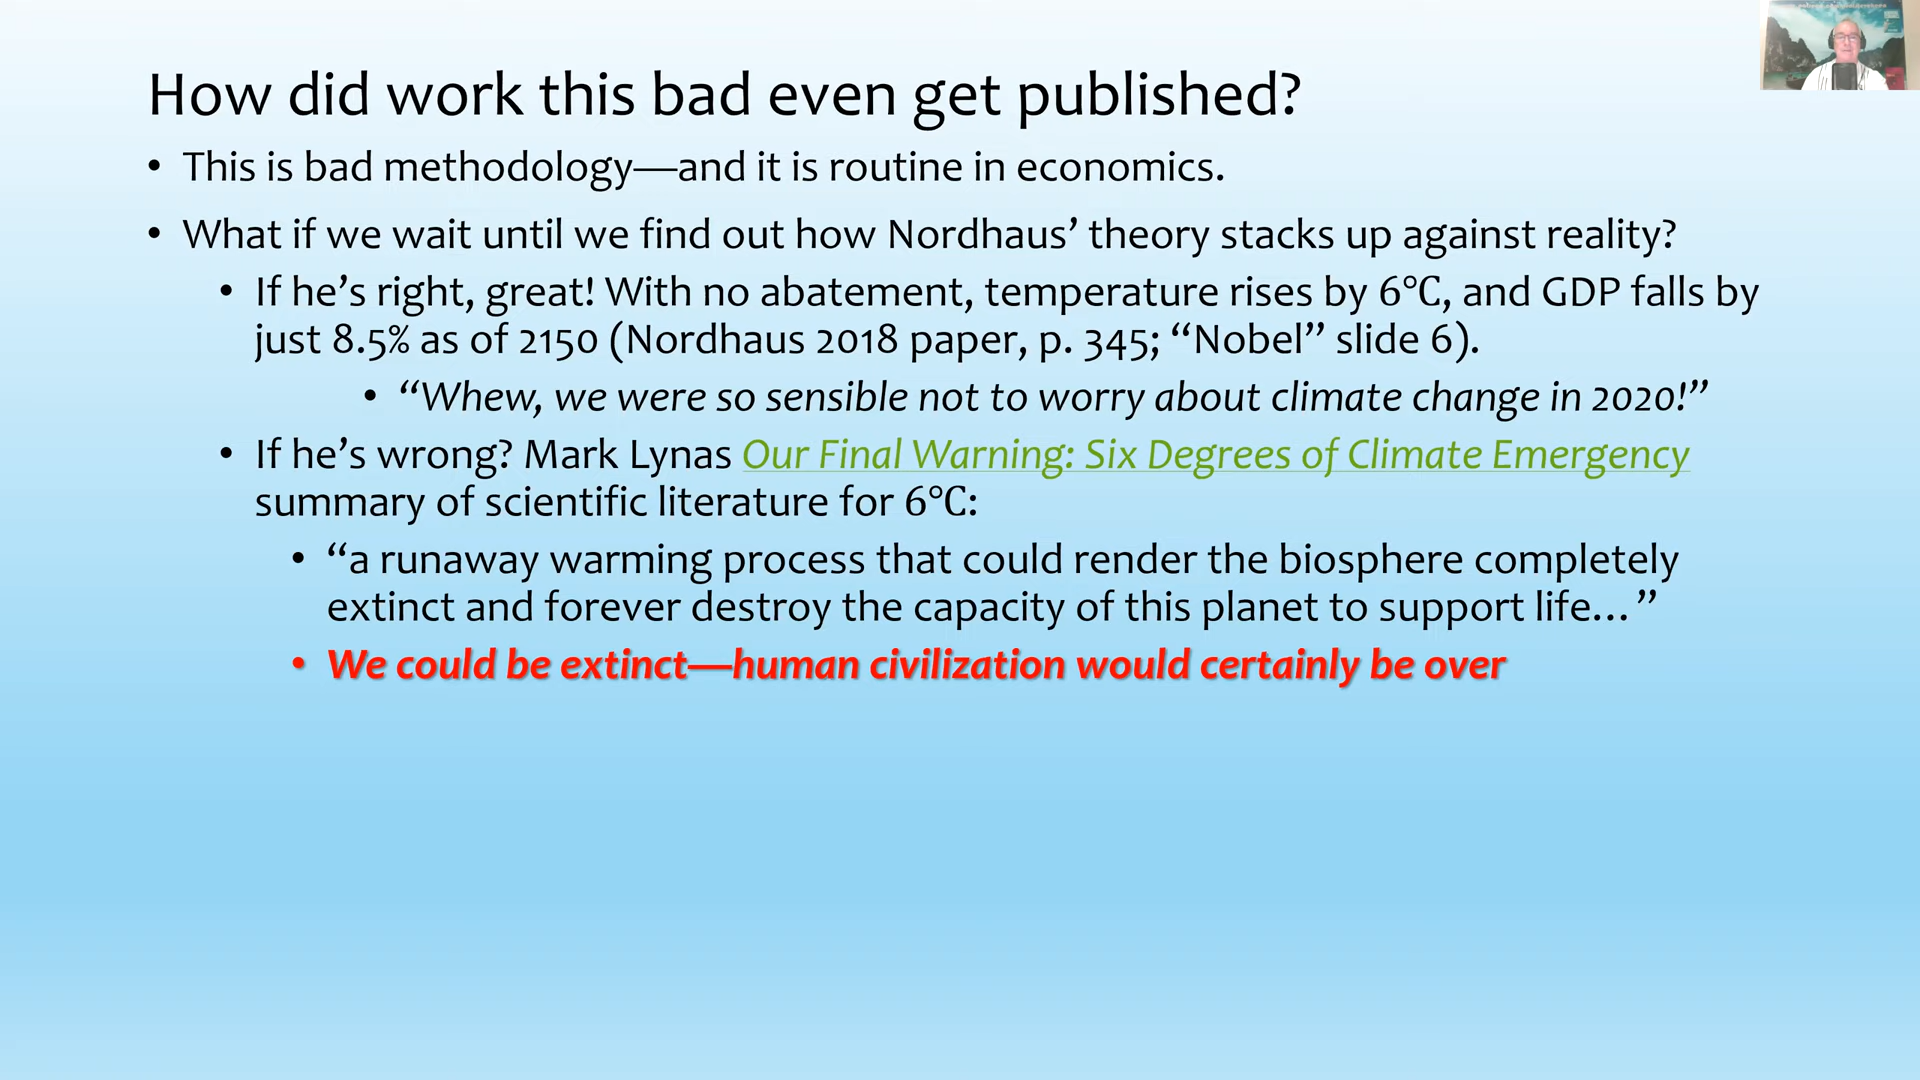 How did work this bad even get published?
• This is bad methodology—and it is routine in economics.
• What if we wait until we find out how Nordhaus’ theory stacks up against reality?
• If he’s right, great! With no abatement, temperature rises by 6°C, and GDP falls by
just 8.5% as of 2150 (Nordhaus 2018 paper, p. 345; “Nobel” slide 6).
• “Whew, we were so sensible not to worry about climate change in 2020!”
• If he’s wrong? Mark Lynas Our Final Warning: Six Degrees of Climate Emergency
summary of scientific literature for 6°C:
• “a runaway warming process that could render the biosphere completely
extinct and forever destroy the capacity of this planet to support life…”
• We could be extinct—human civilization would certainly be over